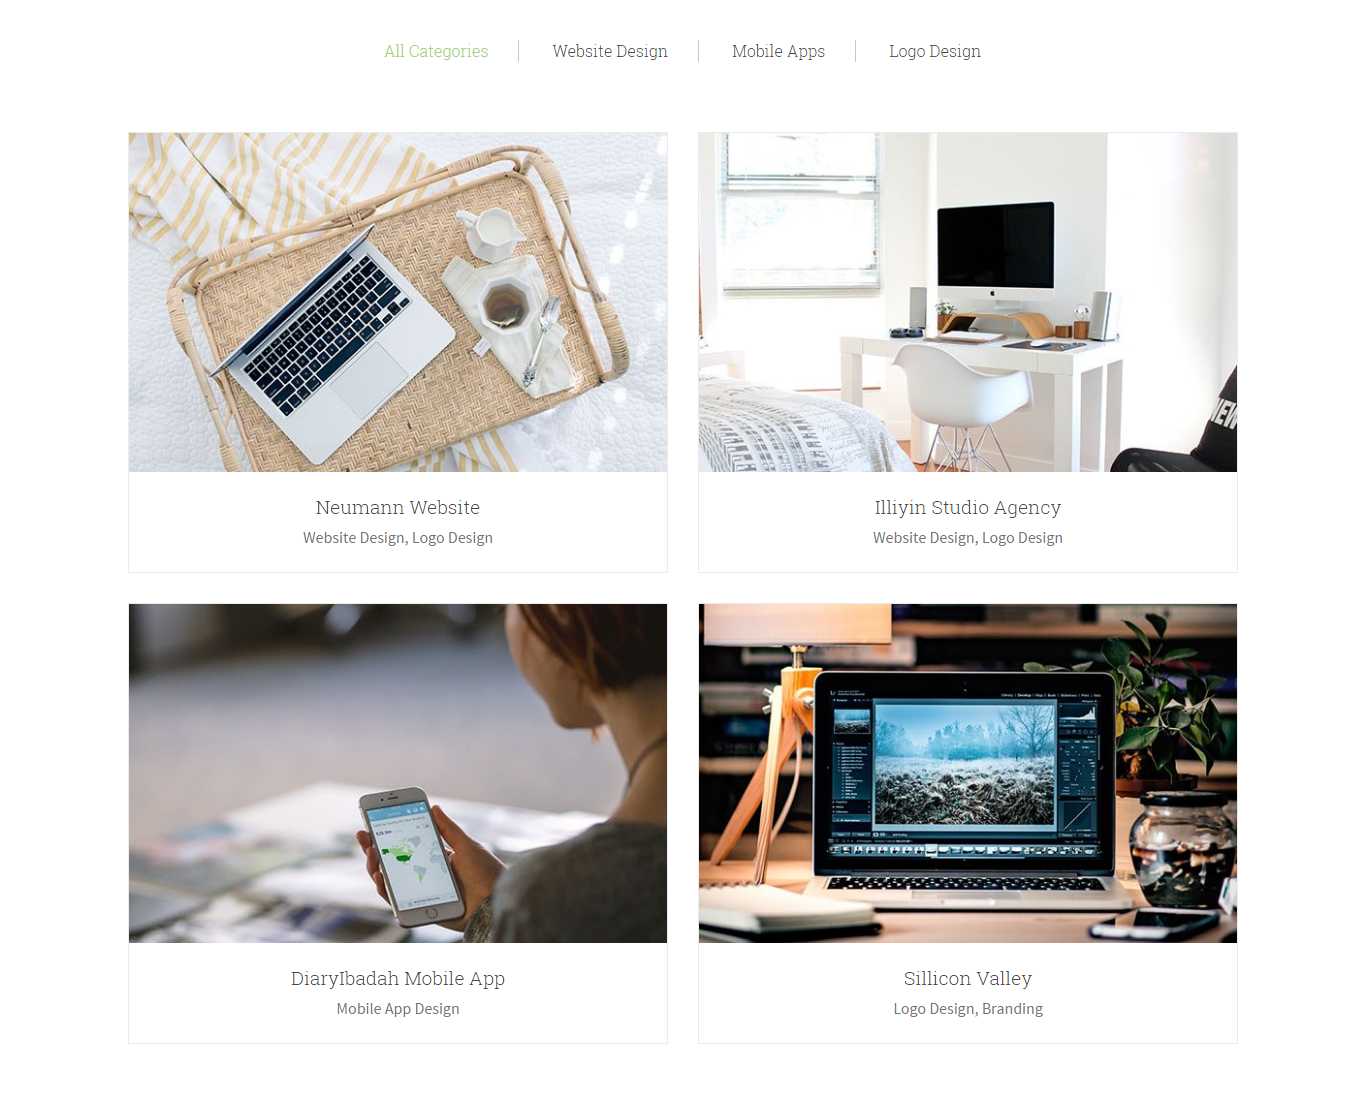 All Categories
Website Design
Mobile Apps
Logo Design
NEW
Neumann Website
Website Design, Logo Design
Illiyin Studio Agency
Website Design, Logo Design
DiaryIbadah Mobile App
Mobile App Design
Sillicon Valley
Logo Design, Branding